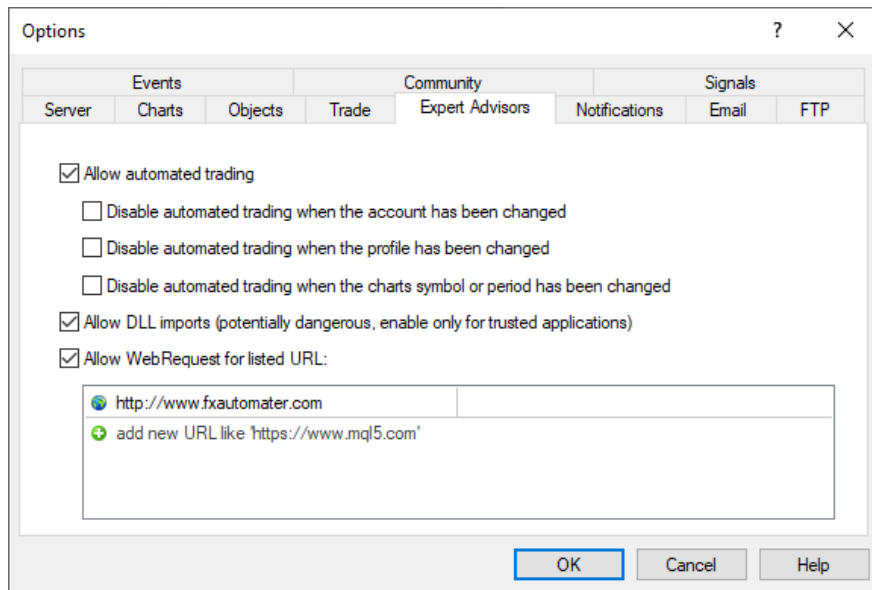 Options
Events Community Signals
Server Charts Objects Trade Expert Advisors Notifications Email FTP
Allow automated trading
Disable automated trading when the account has been changed
Disable automated trading when the profile has been changed
Disable automated trading when the charts symbol or period has been changed
Allow DLL imports (potentially dangerous, enable only for trusted applications)
Allow WebRequest for listed URL:
http://www.fxautomater.com
add new URL like 'https://www.mql5.com'
OK Cancel Help